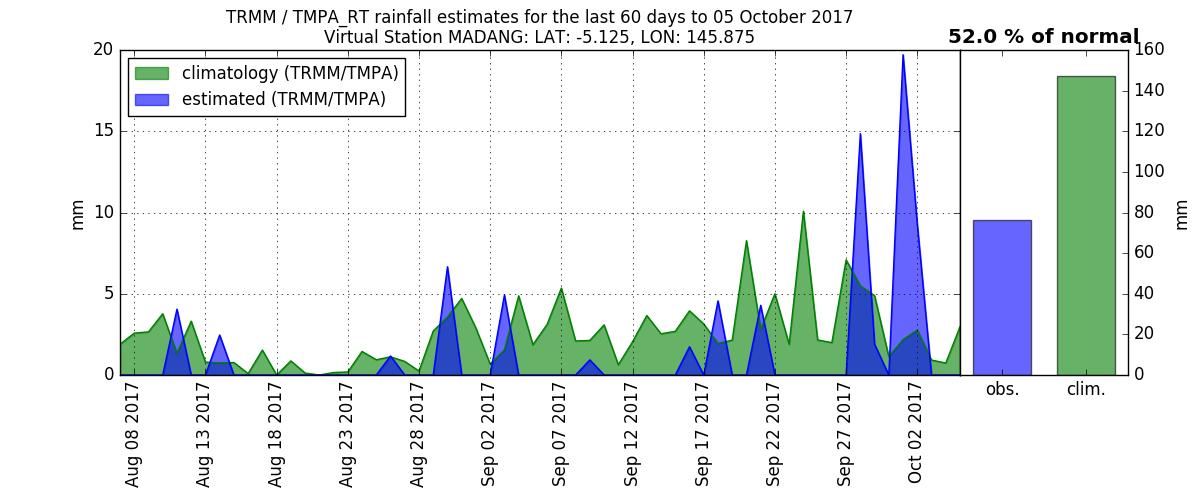 TRMM / TMPA_RT rainfall estimates for the last 60 days to 05 October 2017
Virtual Station MADANG: LAT: -5.125, LON: 145.875
52.0 % of normal
climatology (TRMM/TMPA)
estimated (TRMM/TMPA)
mm
20
15
10
5
0
Aug 08 2017
Aug 13 2017
Aug 18 2017
Aug 23 2017
Aug 28 2017
Sep 02 2017
Sep 07 2017
Sep 12 2017
Sep 17 2017
Sep 22 2017
Sep 27 2017
Oct 02 2017
obs.
clim.
160
140
120
100
80
60
40
20
0
mm